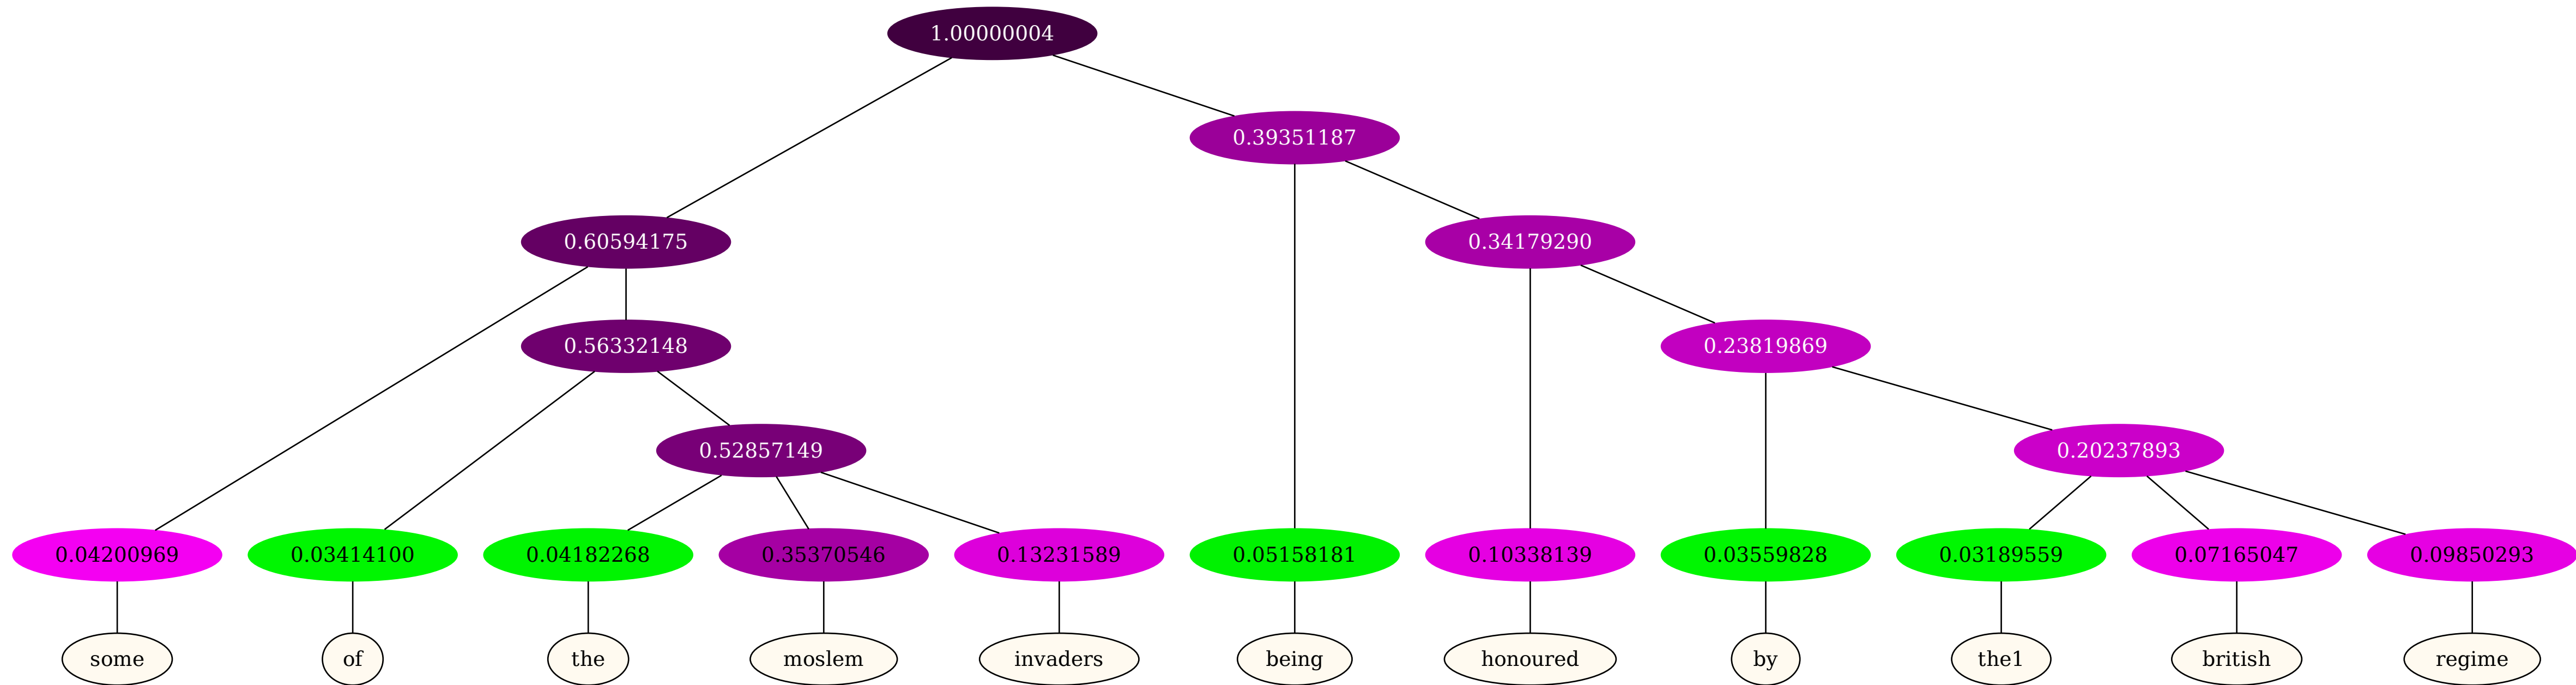 1.00000004
0.39351187
0.60594175 0.34179290
0.56332148 0.23819869
0.52857149 0.20237893
0.04200969 0.03414100 0.04182268 0.35370546 0.13231589 0.05158181 0.10338139 0.03559828 0.03189559 0.07165047 0.09850293
some of the moslem invaders being honoured by the1 british regime